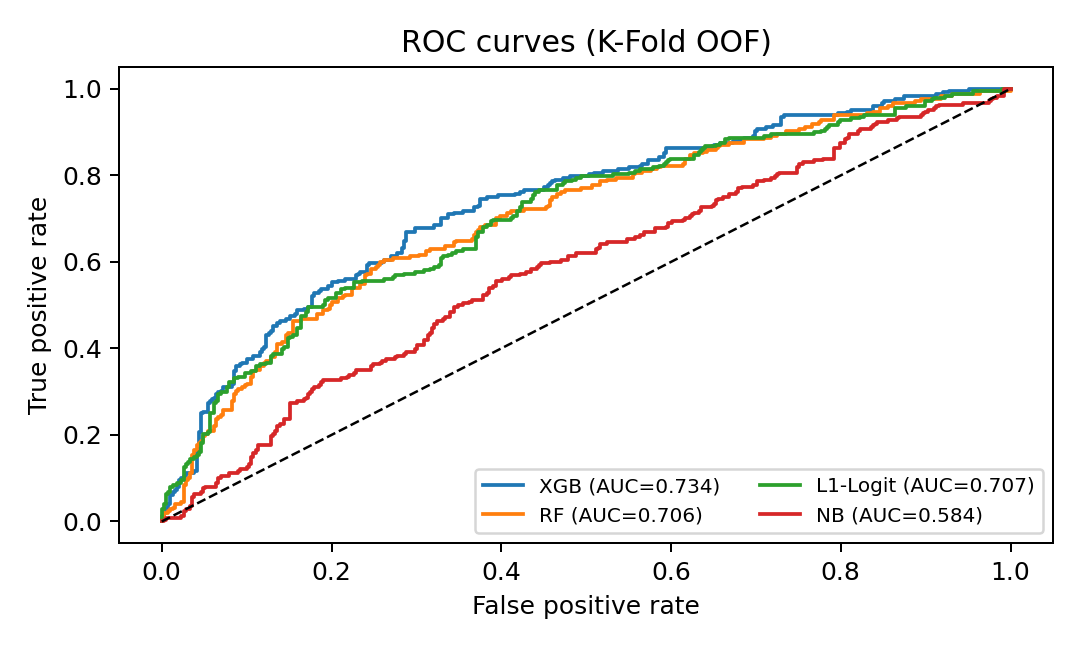 ROC curves (K-Fold OOF)
True positive rate
1.0
0.8
0.6
0.4
0.2
0.0
XGB (AUC=0.734)
RF (AUC=0.706)
L1-Logit (AUC=0.707)
NB (AUC=0.584)
0.0 0.2 0.4 0.6 0.8 1.0
False positive rate